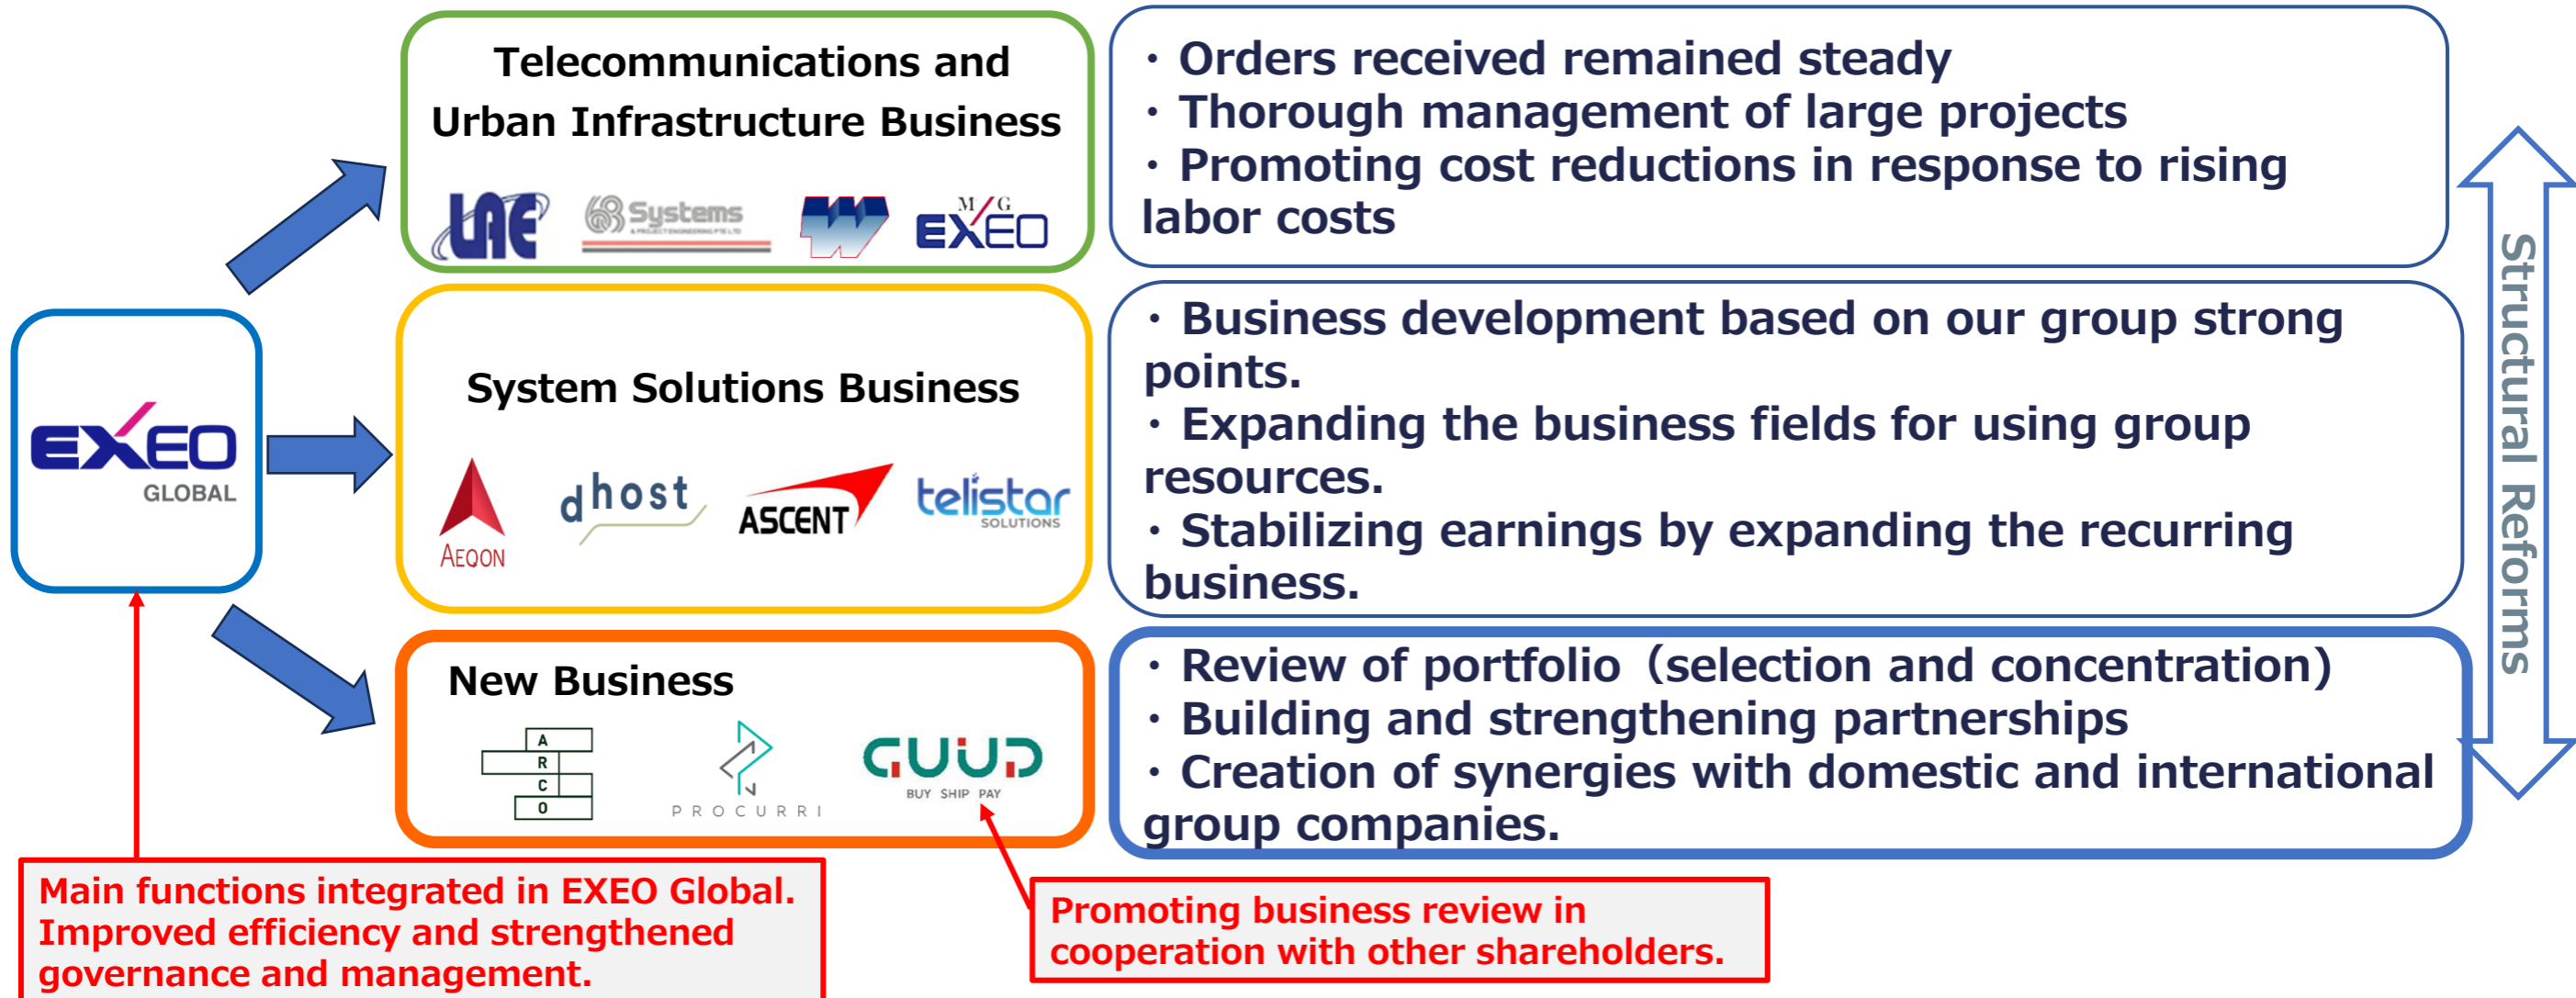 Telecommunications and
Urban Infrastructure Business
LAE
Systems
& PROJECT ENGINEERING PTE LTD
W
M/G
EXEO
・Orders received remained steady
・Thorough management of large projects
・Promoting cost reductions in response to rising
labor costs
EXEO
GLOBAL
System Solutions Business
AEQON
dhost
ASCENT
telistar
SOLUTIONS
・Business development based on our group strong
points.
・Expanding the business fields for using group
resources.
・Stabilizing earnings by expanding the recurring
business.
New Business
A
R
C
O
PROCURRI
GUUD
BUY SHIP PAY
・Review of portfolio（selection and concentration)
・Building and strengthening partnerships
・Creation of synergies with domestic and international
group companies.
Structural Reforms
Main functions integrated in EXEO Global.
Improved efficiency and strengthened
governance and management.
Promoting business review in
cooperation with other shareholders.